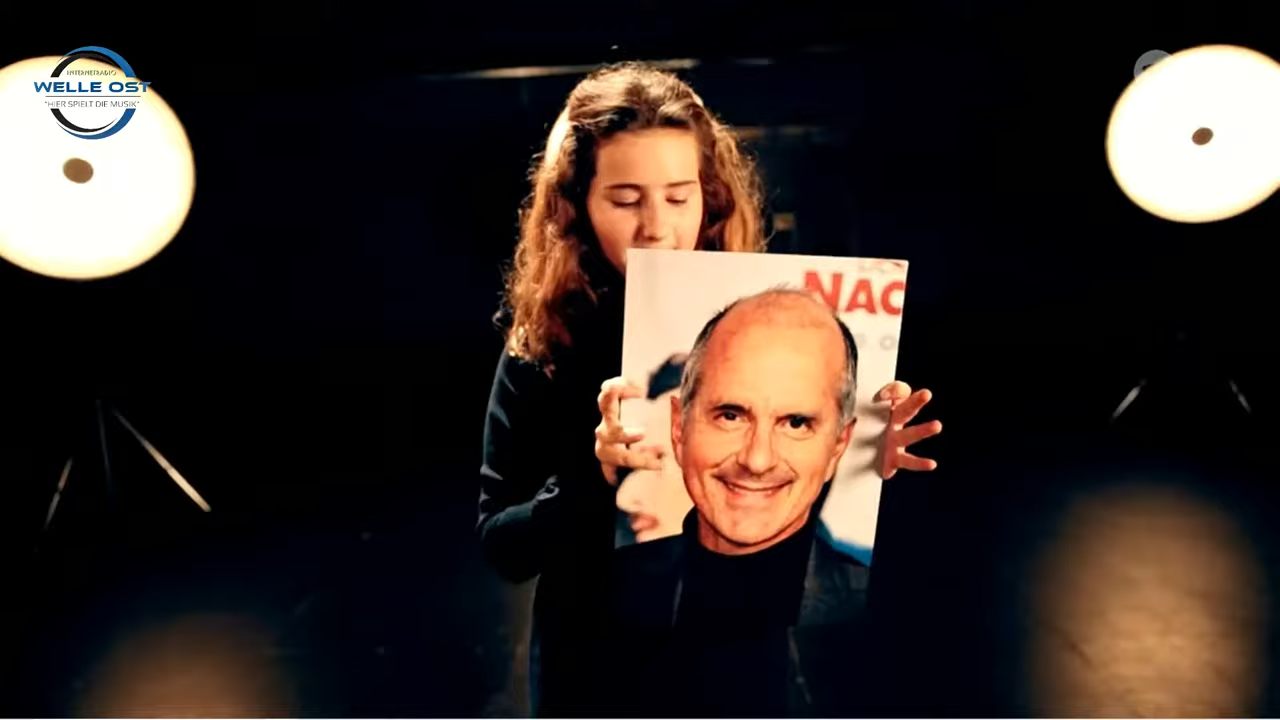 INTERNETRADIO
WELLE OST
"HIER SPIELT DIE MUSIK"
NAC